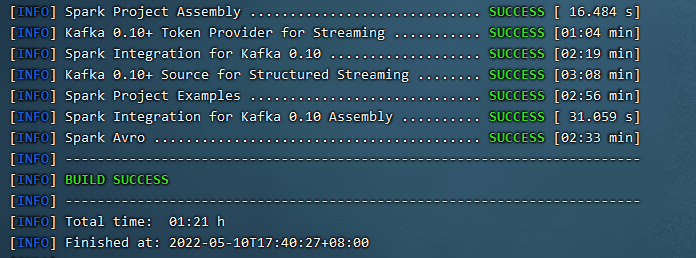 [INFO] Spark Project Assembly ............................. SUCCESS [ 16.484 s]
[INFO] Kafka 0.10+ Token Provider for Streaming ........... SUCCESS [01:04 min]
[INFO] Spark Integration for Kafka 0.10 ................... SUCCESS [02:19 min]
[INFO] Kafka 0.10+ Source for Structured Streaming ........ SUCCESS [03:08 min]
[INFO] Spark Project Examples ............................. SUCCESS [02:56 min]
[INFO] Spark Integration for Kafka 0.10 Assembly .......... SUCCESS [ 31.059 s]
[INFO] Spark Avro ......................................... SUCCESS [02:33 min]
[INFO] ------------------------------------------------------------------------
[INFO] BUILD SUCCESS
[INFO] ------------------------------------------------------------------------
[INFO] Total time:  01:21 h
[INFO] Finished at: 2022-05-10T17:40:27+08:00